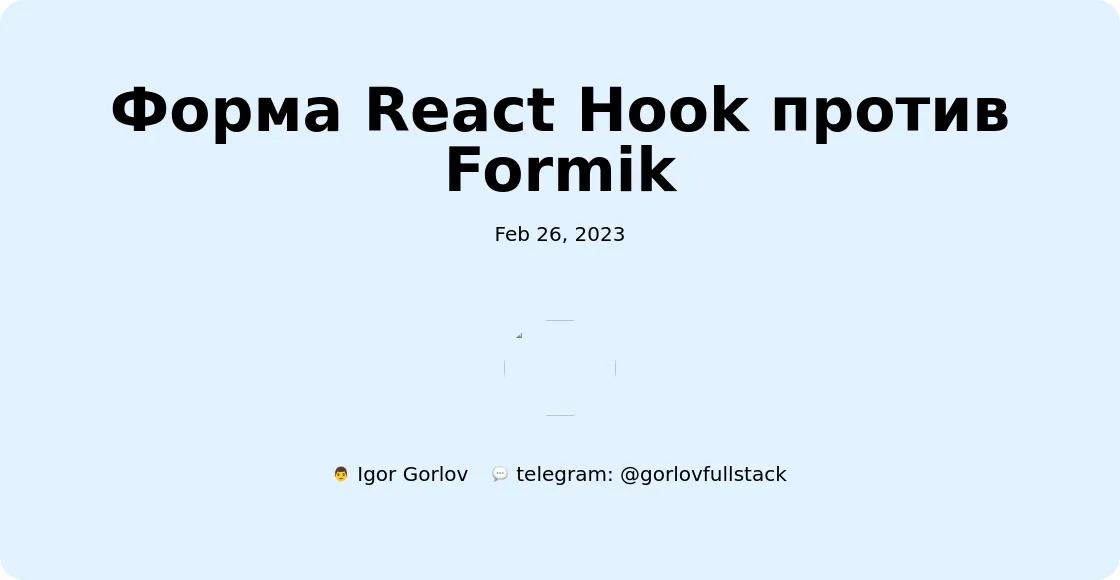 Форма React Hook против
Formik
Feb 26, 2023
👨 Igor Gorlov 💬 telegram: @gorlovfullstack